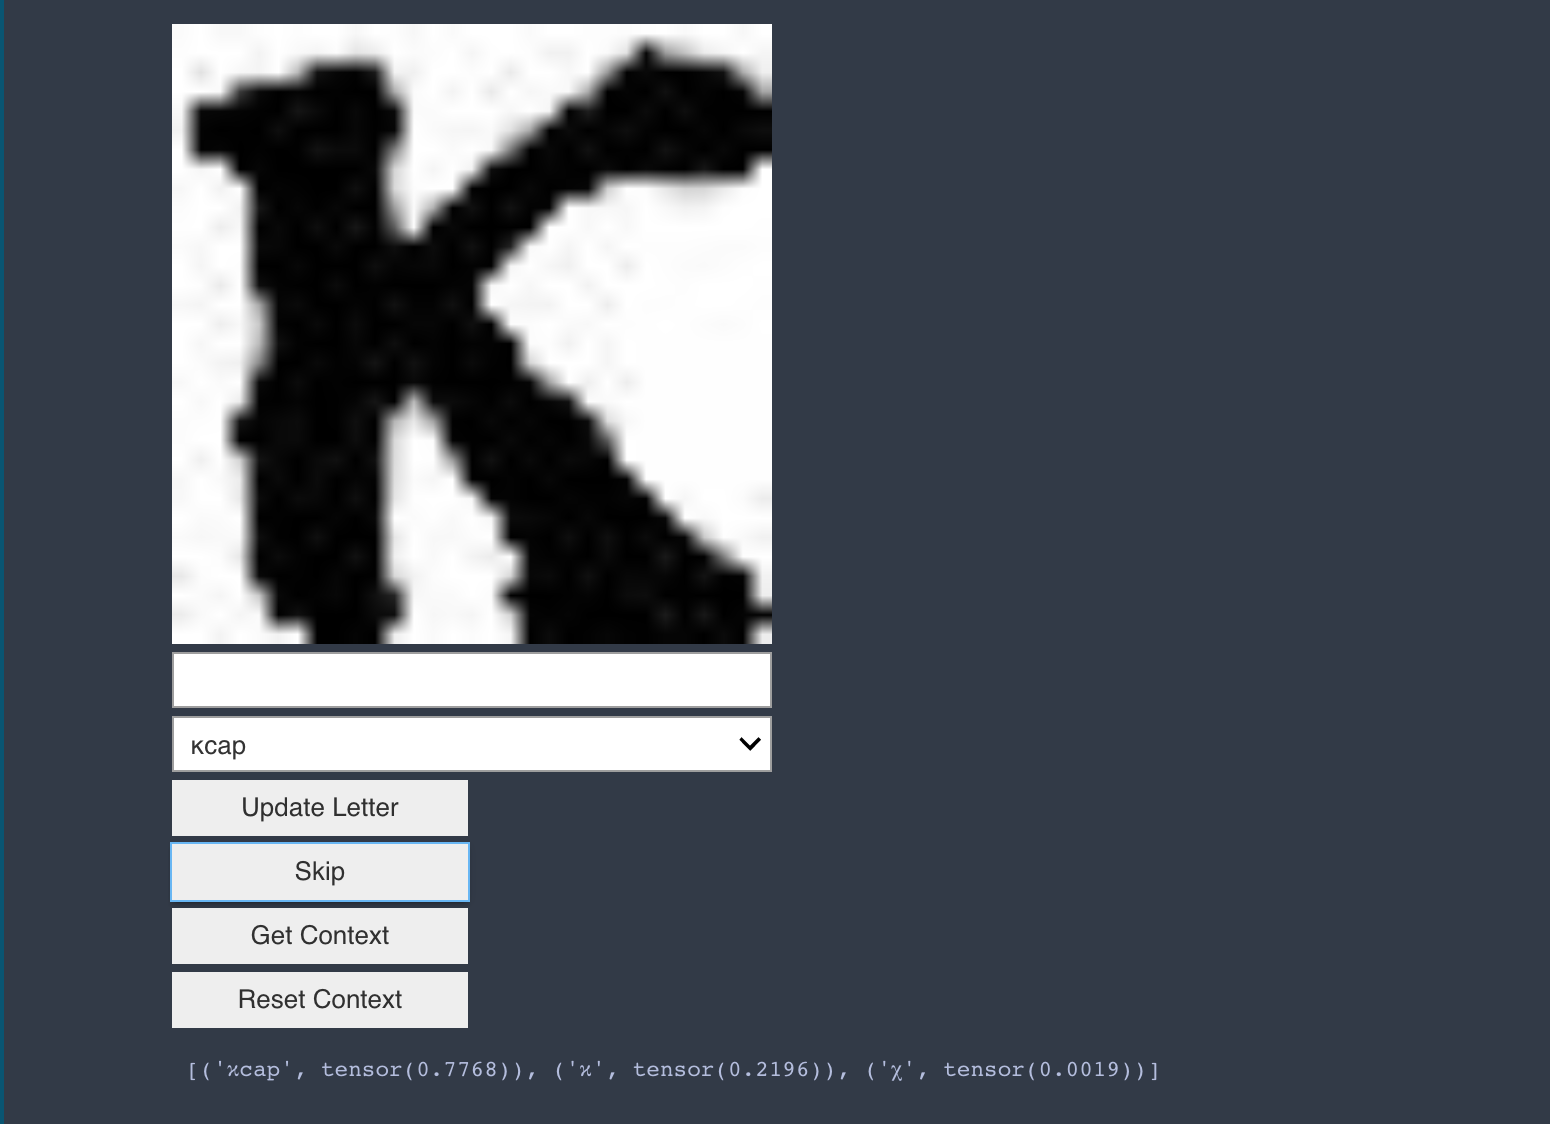 κ
κcap
Update Letter
Skip
Get Context
Reset Context
[('κcap', tensor(0.7768)), ('κ', tensor(0.2196)), ('χ', tensor(0.0019))]